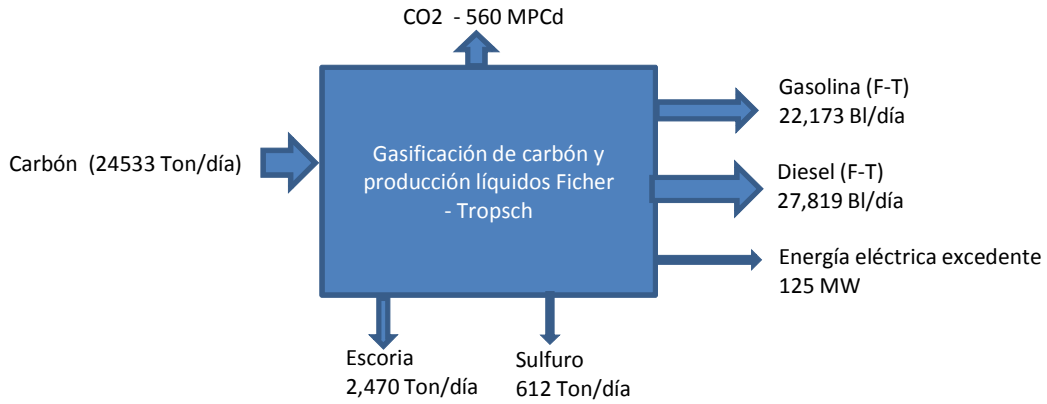 CO2 - 560 MPCd
Carbón (24533 Ton/día)
Gasificación de carbón y
producción líquidos Ficher
- Tropsch
Gasolina (F-T)
22,173 Bl/día
Diesel (F-T)
27,819 Bl/día
Energía eléctrica excedente
125 MW
Escoria
2,470 Ton/día
Sulfuro
612 Ton/día